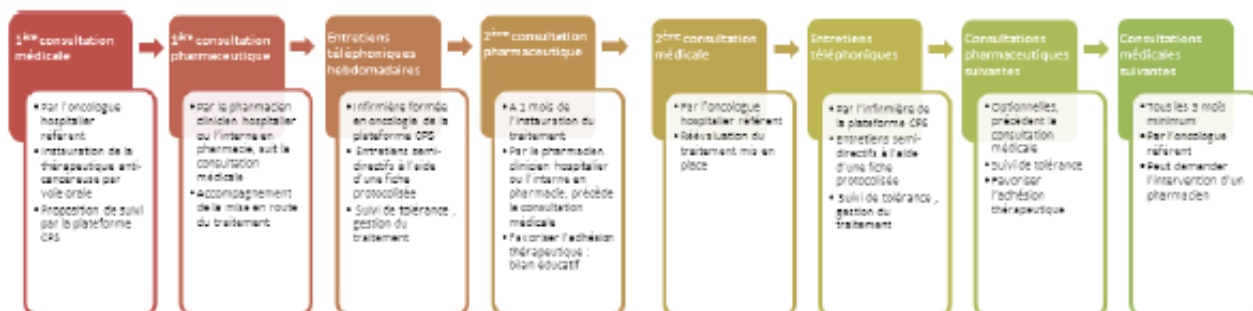 1ère consultation
médicale
Par l'oncologue
hospitalier
référent
Instauration de la
thérapeutique anti-
cancéreuse par
voie orale
Proposition de suivi
par la plateforme
CPS
1ère consultation
pharmaceutique
Par le pharmacien
clinicien hospitalier
ou l'interne en
pharmacie, suit la
consultation
médicale
Accompagnement
de la mise en route
du traitement
Entretiens
téléphoniques
hebdomadaires
Infirmière formée
en oncologie de la
plateforme CPS
Entretiens semi-
directifs à l'aide
d'une fiche
protocolisée
Suivi de tolérance,
gestion du
traitement
2ème consultation
pharmaceutique
A 1 mois de
l'instauration du
traitement
Par le pharmacien
clinicien hospitalier
ou l'interne en
pharmacie, précède
la consultation
médicale
Favoriser l'adhésion
thérapeutique :
bilan éducatif
2ème consultation
médicale
Par l'oncologue
hospitalier référent
Réévaluation du
traitement mis en
place
Entretiens
téléphoniques
Par l'infirmière de
la plateforme CPS
Entretiens semi-
directifs à l'aide
d'une fiche
protocolisée
Suivi de tolérance,
gestion du
traitement
Consultations
pharmaceutiques
suivantes
Optionnelles,
précèdent la
consultation
médicale
Suivi de tolérance
Favoriser
l'adhésion
thérapeutique
Consultations
médicales
suivantes
Tous les 3 mois
minimum
Par l'oncologue
référent
Peut demander
l'intervention d'un
pharmacien